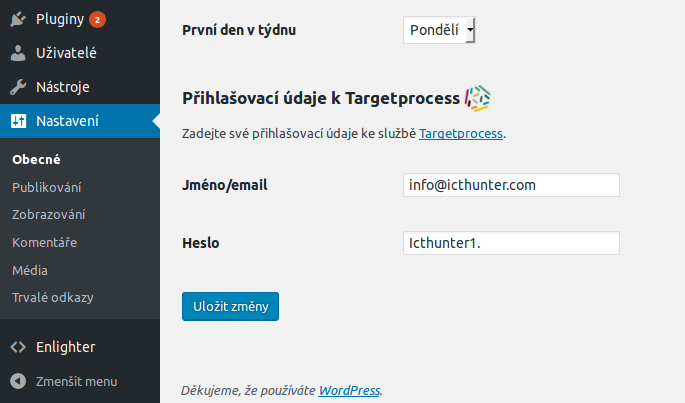 Pluginy 2
Uživatelé
Nástroje
Nastavení
Obecné
Publikování
Zobrazování
Komentáře
Média
Trvalé odkazy
Enlighter
Zmenšit menu
První den v týdnu Pondělí
Přihlašovací údaje k Targetprocess
Zadejte své přihlašovací údaje ke službě Targetprocess.
Jméno/email info@icthunter.com
Heslo Icthunter1.
Uložit změny
Děkujeme, že používáte WordPress.